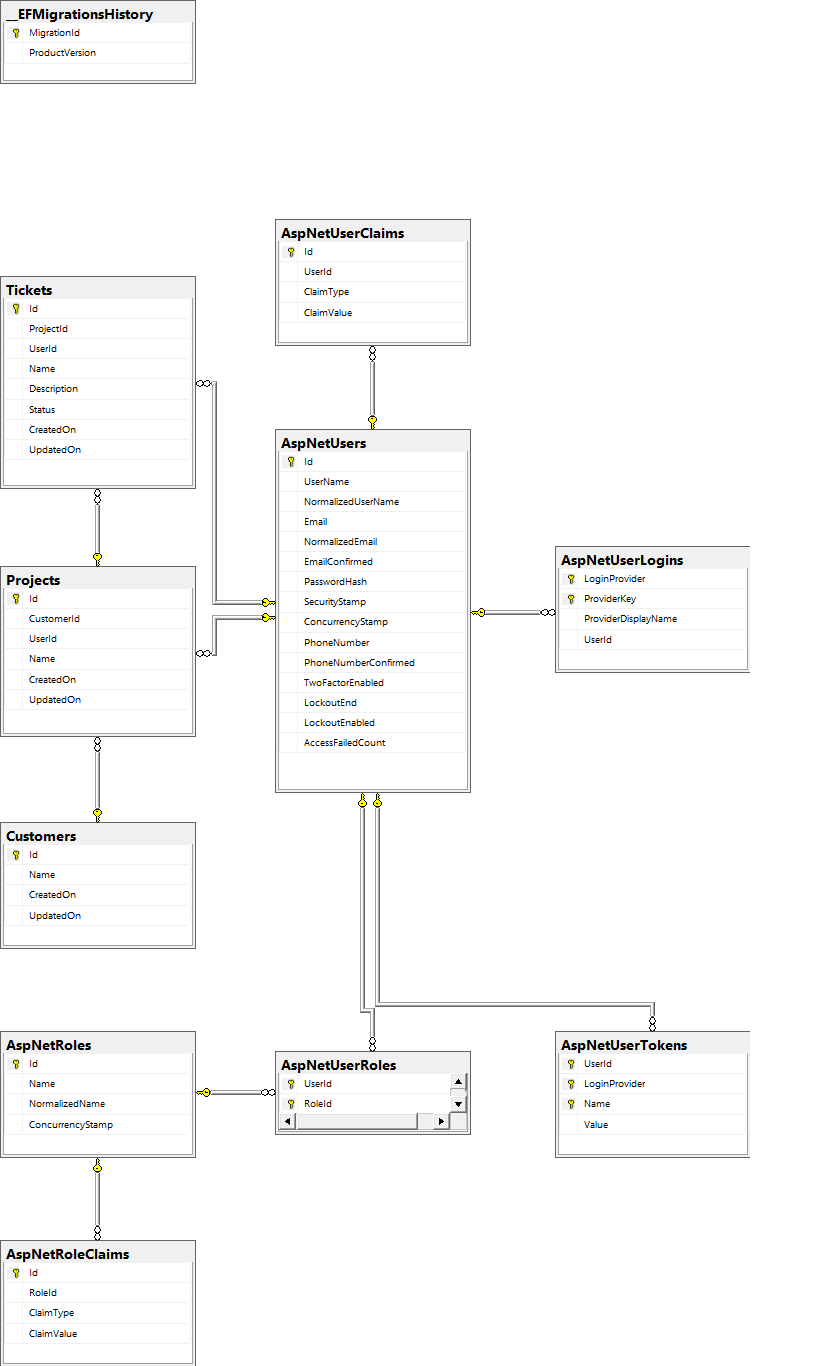 __EFMigrationsHistory
MigrationId
ProductVersion
AspNetUserClaims
Id
UserId
ClaimType
ClaimValue
Tickets
Id
ProjectId
UserId
Name
Description
Status
CreatedOn
UpdatedOn
AspNetUsers
Id
UserName
NormalizedUserName
Email
NormalizedEmail
EmailConfirmed
PasswordHash
SecurityStamp
ConcurrencyStamp
PhoneNumber
PhoneNumberConfirmed
TwoFactorEnabled
LockoutEnd
LockoutEnabled
AccessFailedCount
AspNetUserLogins
LoginProvider
ProviderKey
ProviderDisplayName
UserId
Projects
Id
CustomerId
UserId
Name
CreatedOn
UpdatedOn
Customers
Id
Name
CreatedOn
UpdatedOn
AspNetRoles
Id
Name
NormalizedName
ConcurrencyStamp
AspNetUserRoles
UserId
RoleId
AspNetUserTokens
UserId
LoginProvider
Name
Value
AspNetRoleClaims
Id
RoleId
ClaimType
ClaimValue